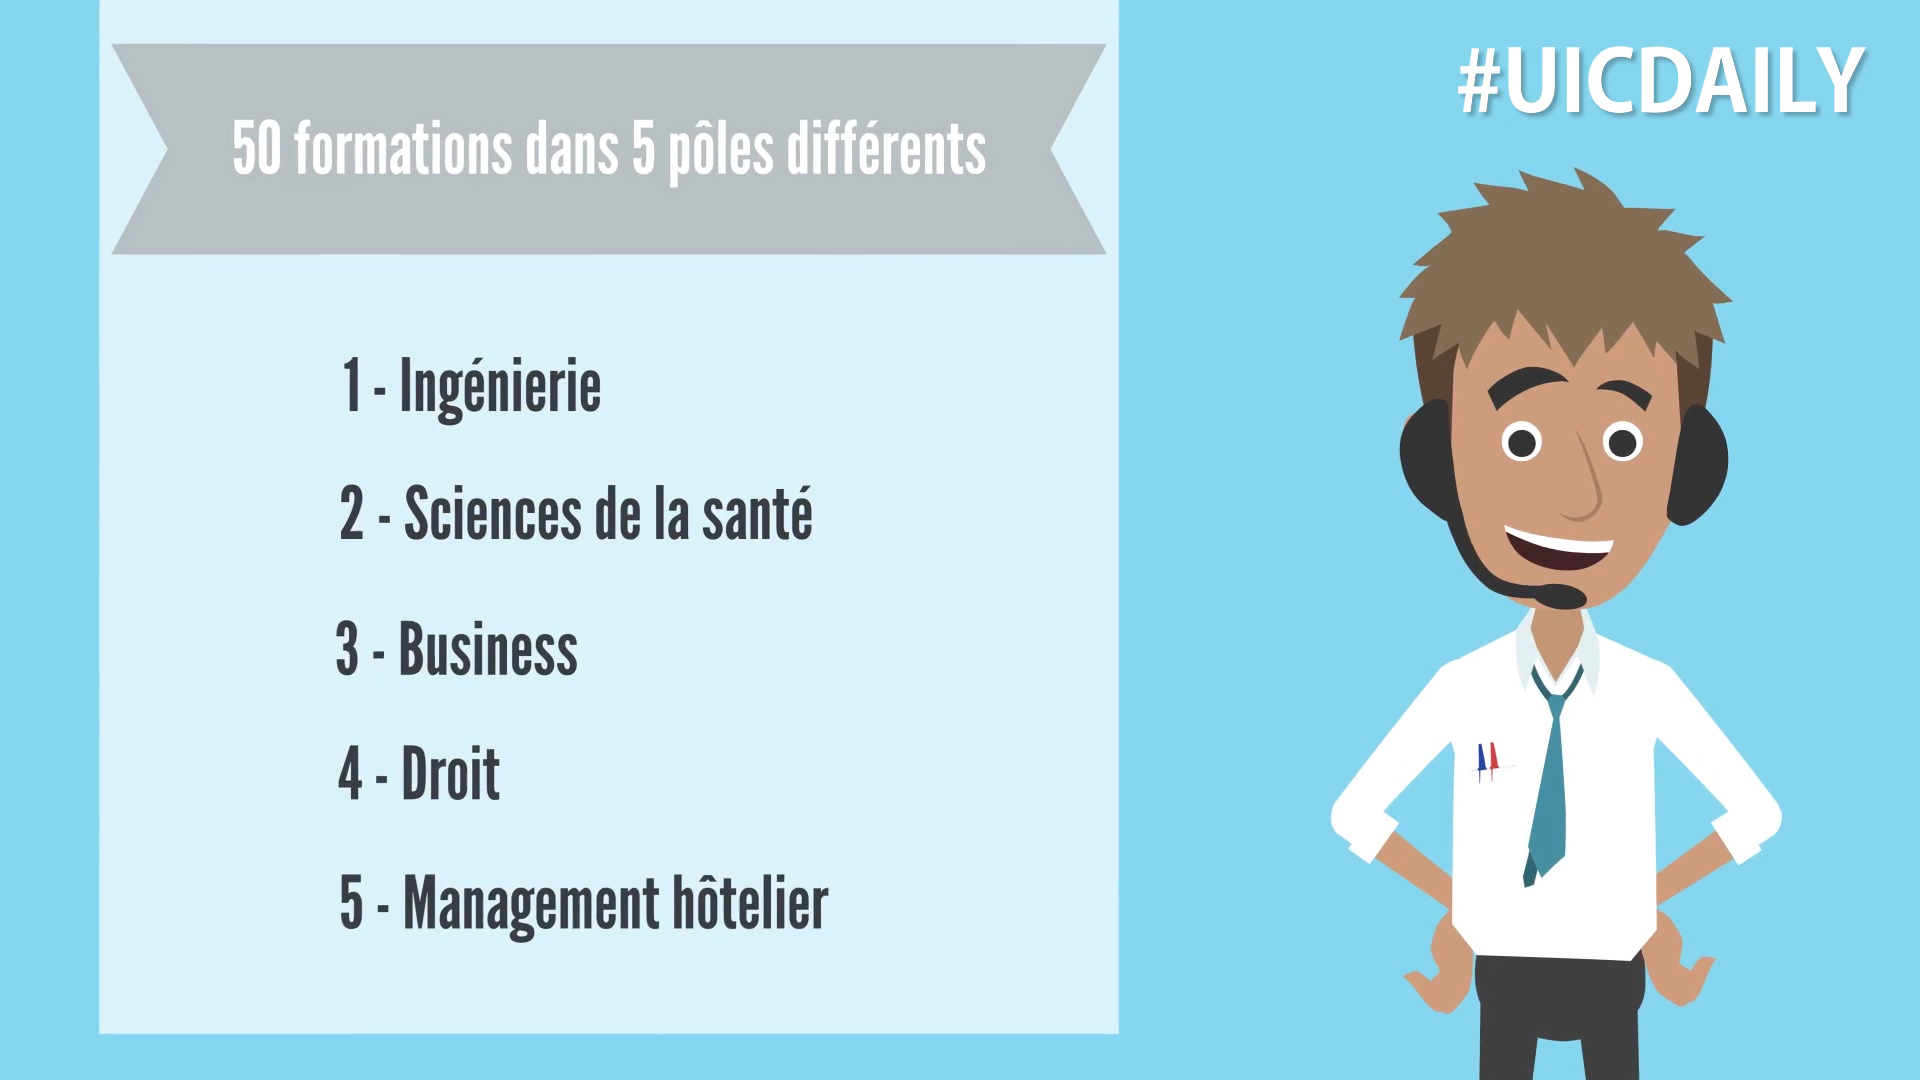 #UICDAILY
50 formations dans 5 pôles différents
1 - Ingénierie
2 - Sciences de la santé
3 - Business
4 - Droit
5 - Management hôtelier